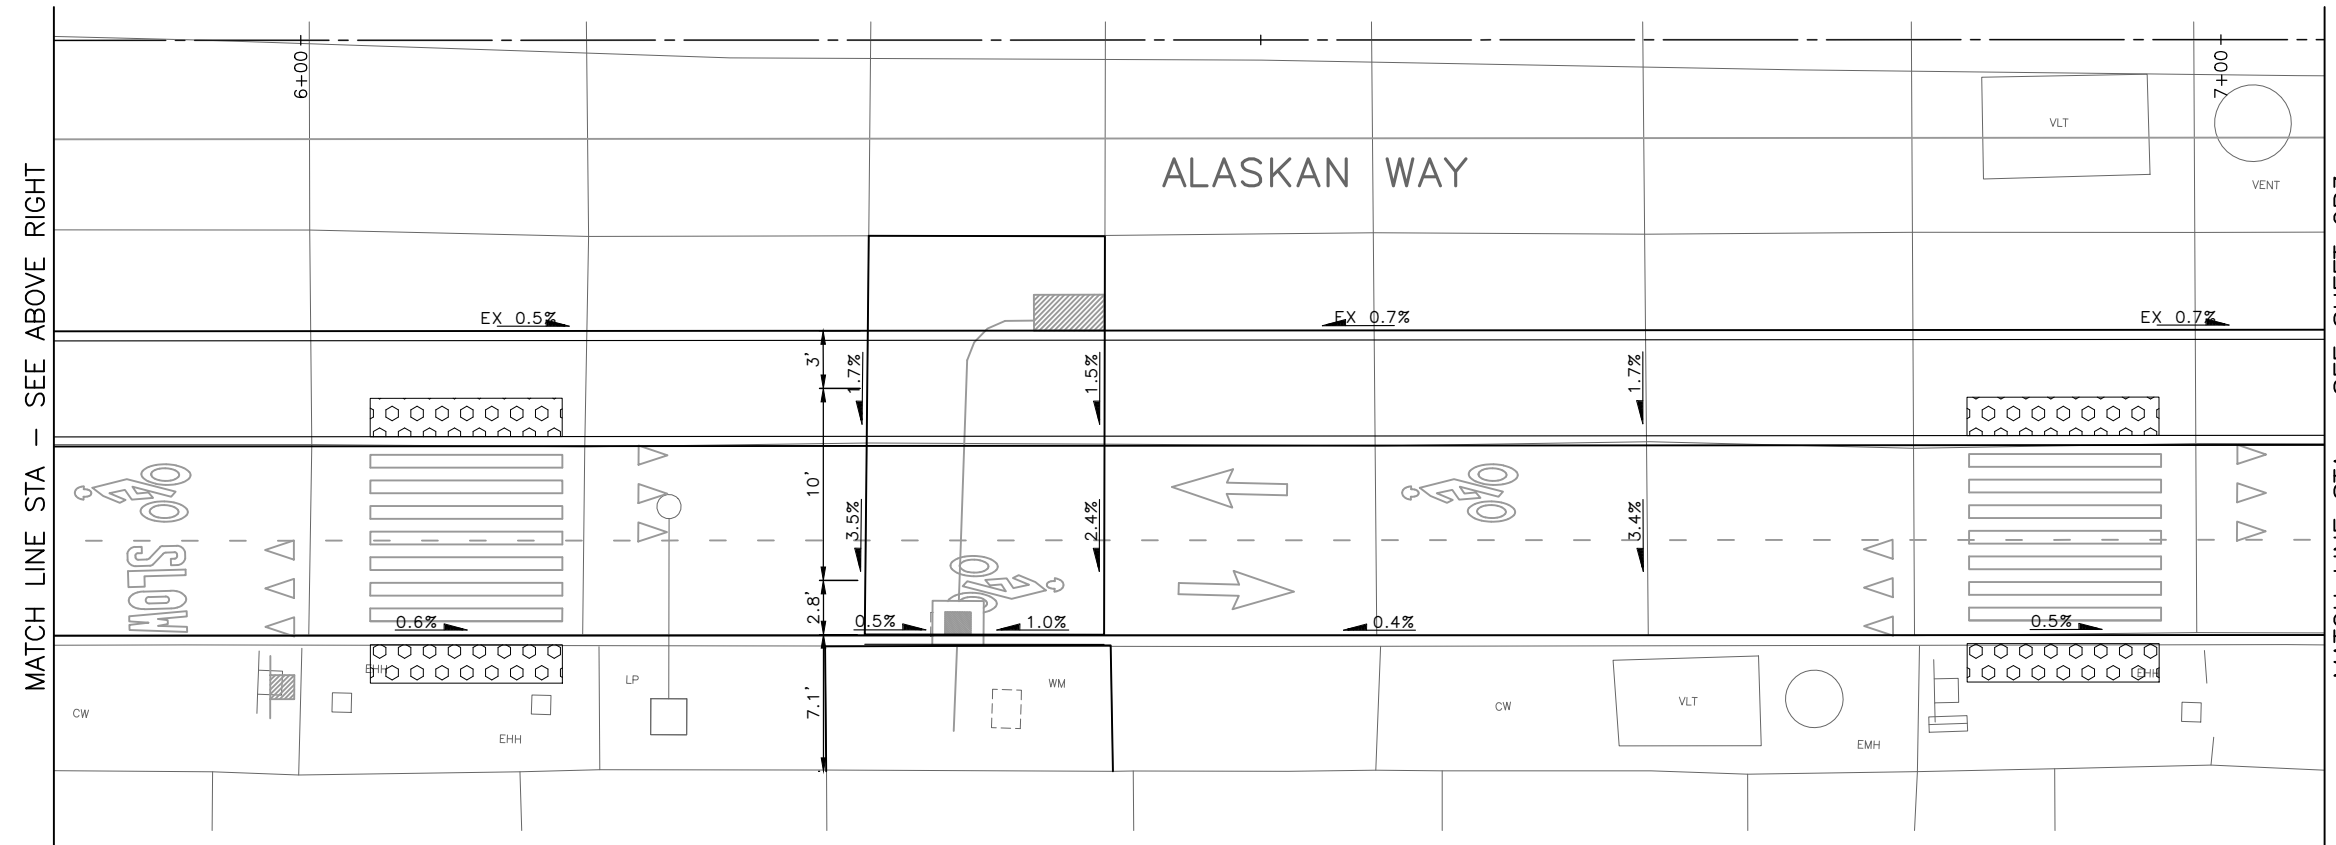 6+00
7+00
VLT
VENT
ALASKAN WAY
MATCH LINE STA - SEE ABOVE RIGHT
EX 0.5%
EX 0.7%
EX 0.7%
3'
1.7%
1.5%
1.7%
10'
3.5%
2.4%
3.4%
SLOW
2.8'
0.6%
0.5%
1.0%
0.4%
0.5%
EHH
LP
WM
EHH
7.1'
CW
CW
VLT
EHH
EMH